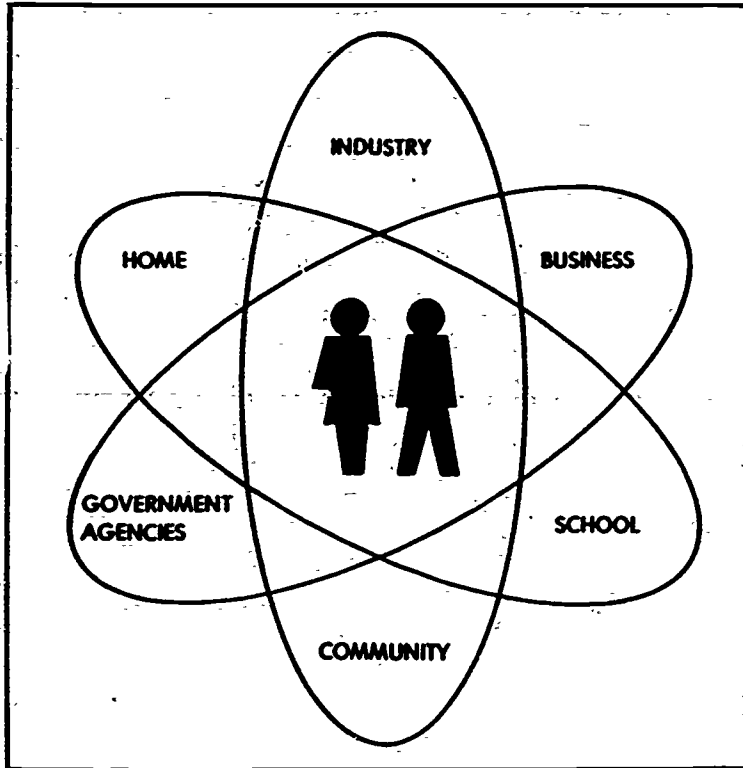 INDUSTRY
HOME
BUSINESS
GOVERNMENT
AGENCIES
SCHOOL
COMMUNITY